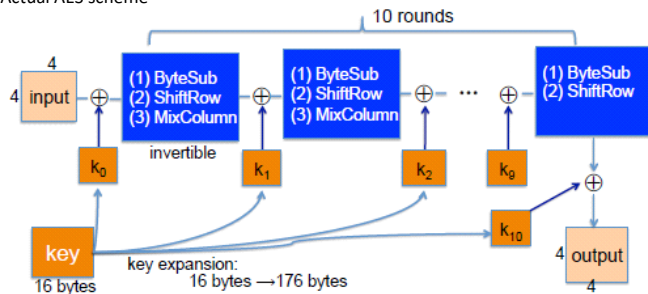 Actual AES scheme
10 rounds
4
4 input
(1) ByteSub
(2) ShiftRow
(3) MixColumn
invertible
(1) ByteSub
(2) ShiftRow
(3) MixColumn
...
(1) ByteSub
(2) ShiftRow
k₀
k₁
k₂
k₉
k₁₀
key
16 bytes
key expansion:
16 bytes →176 bytes
4 output
4